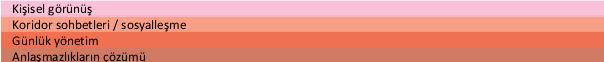 Kişisel görünüş
Koridor sohbetleri / sosyalleşme
Günlük yönetim
Anlaşmazlıkların çözümü